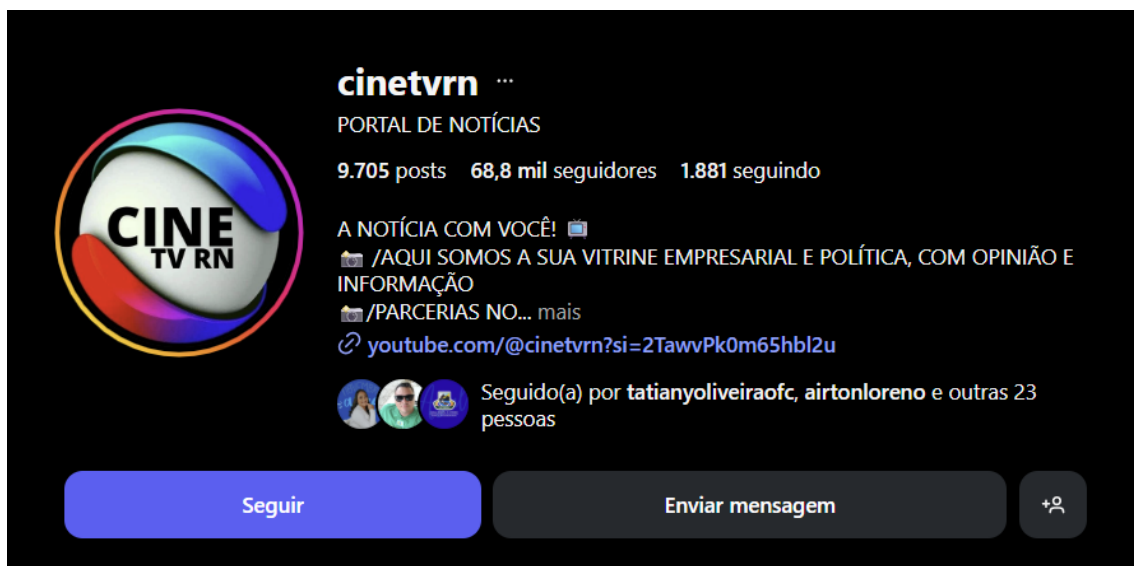 cinetvrn ...
PORTAL DE NOTÍCIAS
9.705 posts 68,8 mil seguidores 1.881 seguindo
CINE
TV RN
A NOTÍCIA COM VOCÊ! 📺
📸 /AQUI SOMOS A SUA VITRINE EMPRESARIAL E POLÍTICA, COM OPINIÃO E
INFORMAÇÃO
📸/PARCERIAS NO... mais
youtube.com/@cinetvrn?si=2TawvPk0m65hbl2u
Seguido(a) por tatianyoliveiraofc, airtonloreno e outras 23
pessoas
Seguir
Enviar mensagem